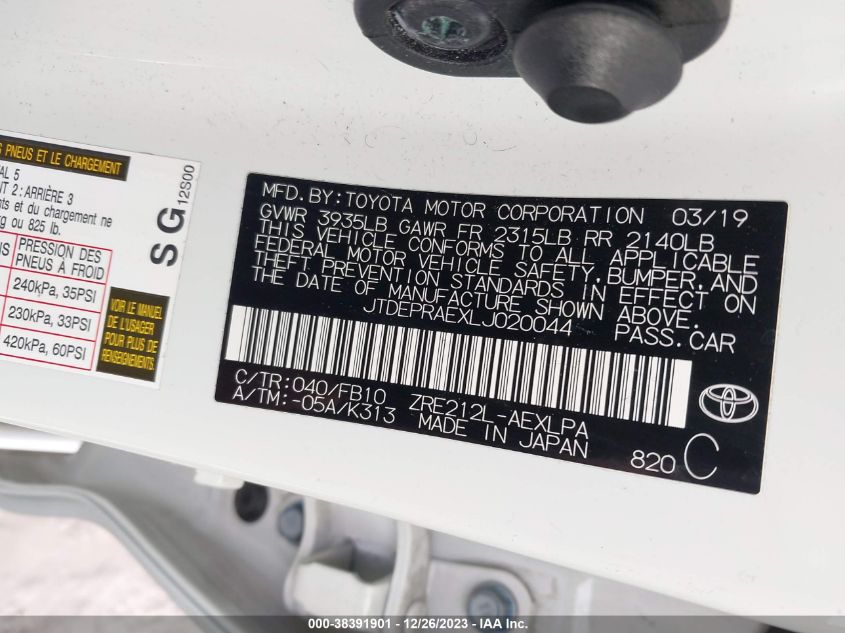 S PNEUS ET LE CHARGEMENT
AL 5
NT 2 : ARRIÈRE 3
ents et du chargement ne
kg ou 825 lb.
PRESSION DES
PNEUS À FROID
240kPa, 35PSI
230kPa, 33PSI
420kPa, 60PSI
VOIR LE MANUEL
DE L'USAGER
POUR PLUS DE
RENSEIGNEMENTS.
SG
12S00
MFD.BY:TOYOTA MOTOR CORPORATION 03/19
GVWR 3935LB GAWR FR 2315LB RR 2140LB
THIS VEHICLE CONFORMS TO ALL APPLICABLE
FEDERAL MOTOR VEHICLE SAFETY,BUMPER,AND
THEFT PREVENTION STANDARDS IN EFFECT ON
THE DATE OF MANUFACTURE SHOWN ABOVE.
JTDEPRAEXLJ020044 PASS.CAR
C/TR:040/FB10 ZRE212L-AEXLPA
A/TM:-05A/K313 MADE IN JAPAN
820 C
000-38391901 - 12/26/2023 - IAA Inc.